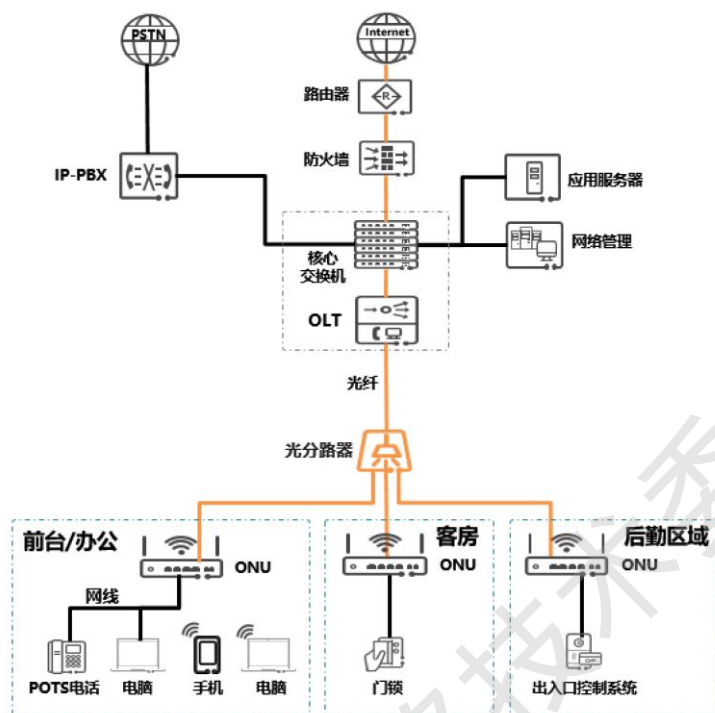 PSTN
Internet
路由器
防火墙
IP-PBX
应用服务器
核心
交换机
网络管理
OLT
光纤
光分路器
前台/办公
ONU
网线
POTS电话
电脑
手机
电脑
客房
ONU
门锁
后勤区域
ONU
出入口控制系统
技术委